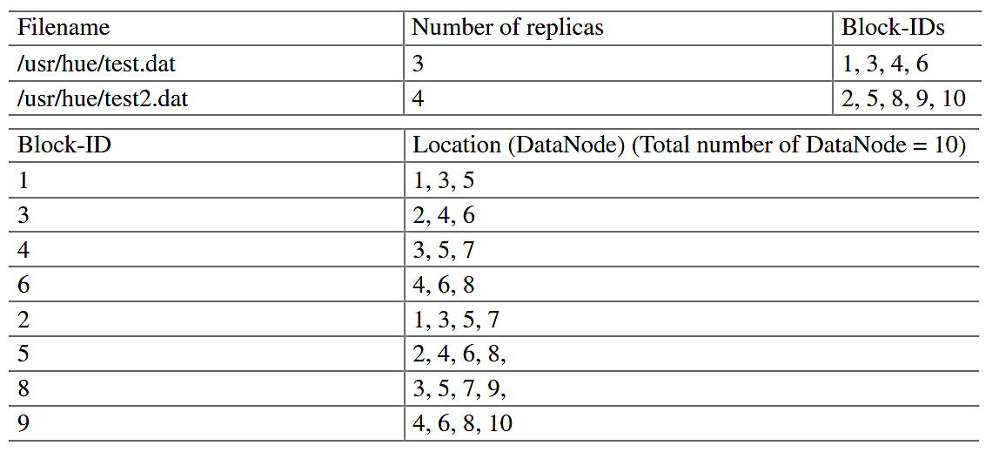 Filename Number of replicas Block-IDs
/usr/hue/test.dat 3 1, 3, 4, 6
/usr/hue/test2.dat 4 2, 5, 8, 9, 10
Block-ID Location (DataNode) (Total number of DataNode = 10)
1 1, 3, 5
3 2, 4, 6
4 3, 5, 7
6 4, 6, 8
2 1, 3, 5, 7
5 2, 4, 6, 8,
8 3, 5, 7, 9,
9 4, 6, 8, 10